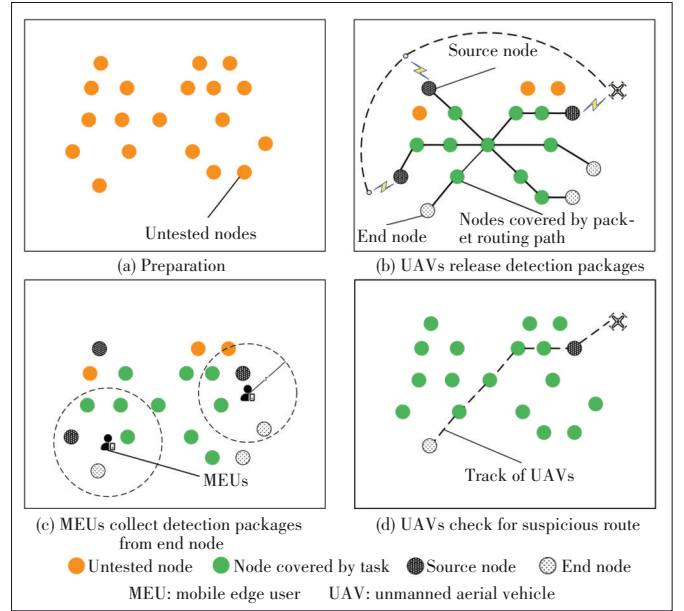 Untested nodes
(a) Preparation
Source node
End node
Nodes covered by pack-
et routing path
(b) UAVs release detection packages
MEUs
(c) MEUs collect detection packages
from end node
Track of UAVs
(d) UAVs check for suspicious route
Untested node Node covered by task Source node End node
MEU: mobile edge user UAV: unmanned aerial vehicle